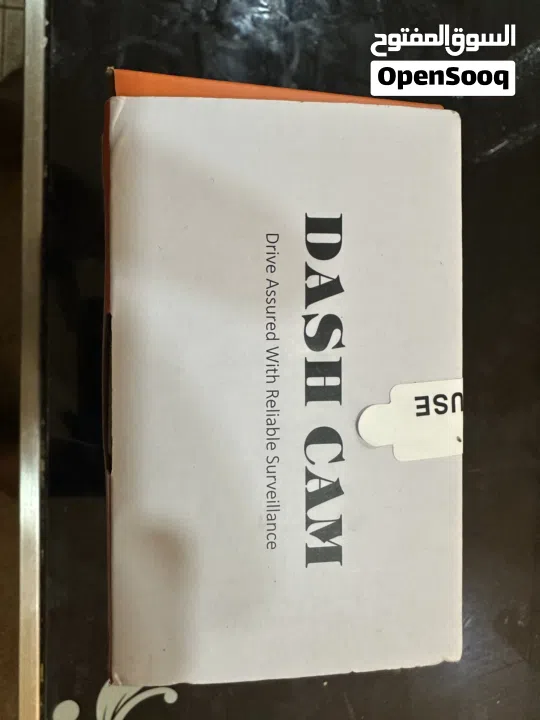 السوق المفتوح
OpenSooq
DASH CAM
Drive Assured With Reliable Surveillance
USE